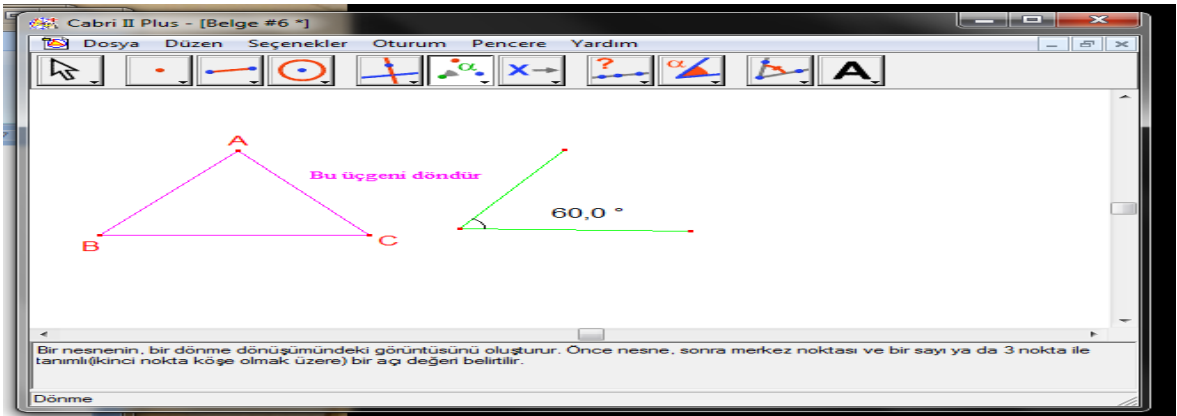 Cabri II Plus - [Belge #6 *]
Dosya Düzen Seçenekler Oturum Pencere Yardım
α x ? α A
A
Bu üçgeni döndür
60,0 °
B
C
Bir nesnenin, bir dönme dönüşümündeki görüntüsünü oluşturur. Önce nesne, sonra merkez noktası ve bir sayı ya da 3 nokta ile
tanımlı(ikinci nokta köşe olmak üzere) bir açı değeri belirtilir.
Dönme